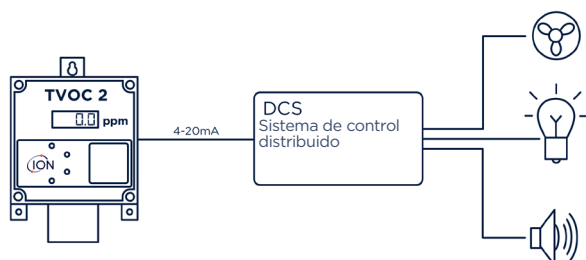 TVOC 2
0.0 ppm
ION
4-20mA
DCS
Sistema de control
distribuido